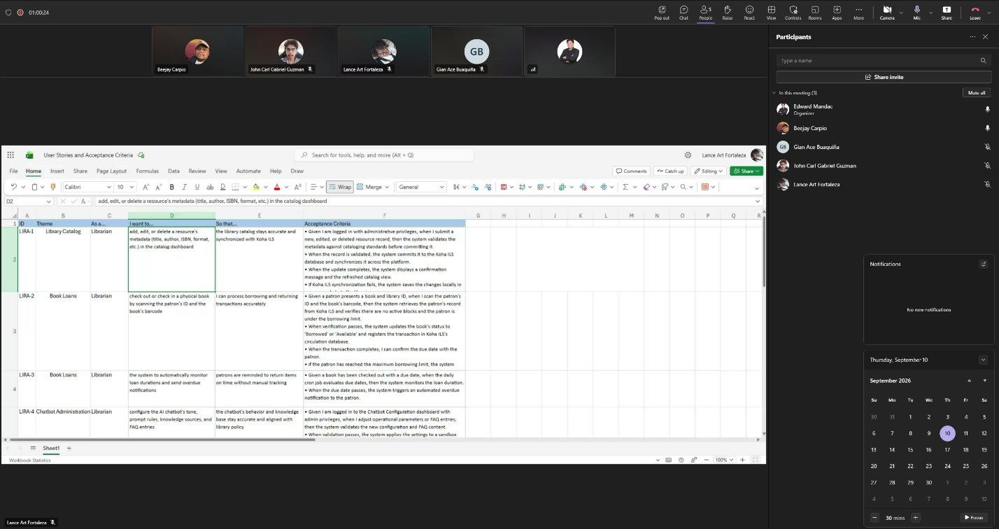 01:00:24
Pop out
Chat
5
People
Raise
React
View
Controls
Rooms
Apps
More
Camera
Mic
Share
Leave
Beejay Carpio
John Carl Gabriel Guzman
Lance Art Fortaleza
GB
Gian Ace Buaquiña
Participants
Type a name
Share invite
In this meeting (5)
Mute all
Edward Mandac
Organizer
Beejay Carpio
GB
Gian Ace Buaquiña
John Carl Gabriel Guzman
Lance Art Fortaleza
User Stories and Acceptance Criteria
Search for tools, help, and more (Alt + Q)
Lance Art Fortaleza
File Home Insert Share Page Layout Formulas Data Review View Automate Help Draw
Comments
Catch up
Editing
Share
Calibri
10
Wrap
Merge
General
D2
add, edit, or delete a resource's metadata (title, author, ISBN, format, etc.) in the catalog dashboard
A B C D E F G H I J K L M N O P Q R
1 ID Theme As a... I want to... So that... Acceptance Criteria
2
LIRA-1
Library Catalog
Librarian
add, edit, or delete a resource's
metadata (title, author, ISBN, format,
etc.) in the catalog dashboard
the library catalog stays accurate and
synchronized with Koha ILS
• Given I am logged in with administrative privileges, when I submit a
new, edited, or deleted resource record, then the system validates the
metadata against cataloging standards before committing it.
• When the record is validated, the system commits it to the Koha ILS
database and synchronizes it across the platform.
• When the update completes, the system displays a confirmation
message and the refreshed catalog view.
• If Koha ILS synchronization fails, the system saves the changes locally in
3
LIRA-2
Book Loans
Librarian
check out or check in a physical book
by scanning the patron's ID and the
book's barcode
I can process borrowing and returning
transactions accurately
• Given a patron presents a book and library ID, when I scan the patron's
ID and the book's barcode, then the system retrieves the patron's record
from Koha ILS and verifies there are no active blocks and the patron is
under the borrowing limit.
• When verification passes, the system updates the book's status to
'Borrowed' or 'Available' and registers the transaction in Koha ILS's
circulation database.
• When the transaction completes, I can confirm the due date with the
patron.
• If the patron has reached the maximum borrowing limit, the system
4
LIRA-3
Book Loans
Librarian
the system to automatically monitor
loan durations and send overdue
notifications
patrons are reminded to return items
on time without manual tracking
• Given a book has been checked out with a due date, when the daily
cron job evaluates due dates, then the system monitors the loan duration.
• When the due date passes, the system triggers an automated overdue
notification to the patron.
LIRA-4
Chatbot Administration
Librarian
configure the AI chatbot's tone,
prompt rules, knowledge sources, and
FAQ entries
the chatbot's behavior and knowledge
base stay accurate and aligned with
library policy
• Given I am logged in to the Chatbot Configuration dashboard with
admin privileges, when I adjust operational parameters or FAQ entries,
then the system validates the new configuration and FAQ content.
• When validation passes, the system applies the settings to a sandbox
Sheet1
Workbook Statistics
100%
Lance Art Fortaleza
Notifications
No new notifications
Thursday, September 10
September 2026
Su Mo Tu We Th Fr Sa
30 31 1 2 3 4 5
6 7 8 9 10 11 12
13 14 15 16 17 18 19
20 21 22 23 24 25 26
27 28 29 30 1 2 3
4 5 6 7 8 9 10
30 mins
Focus